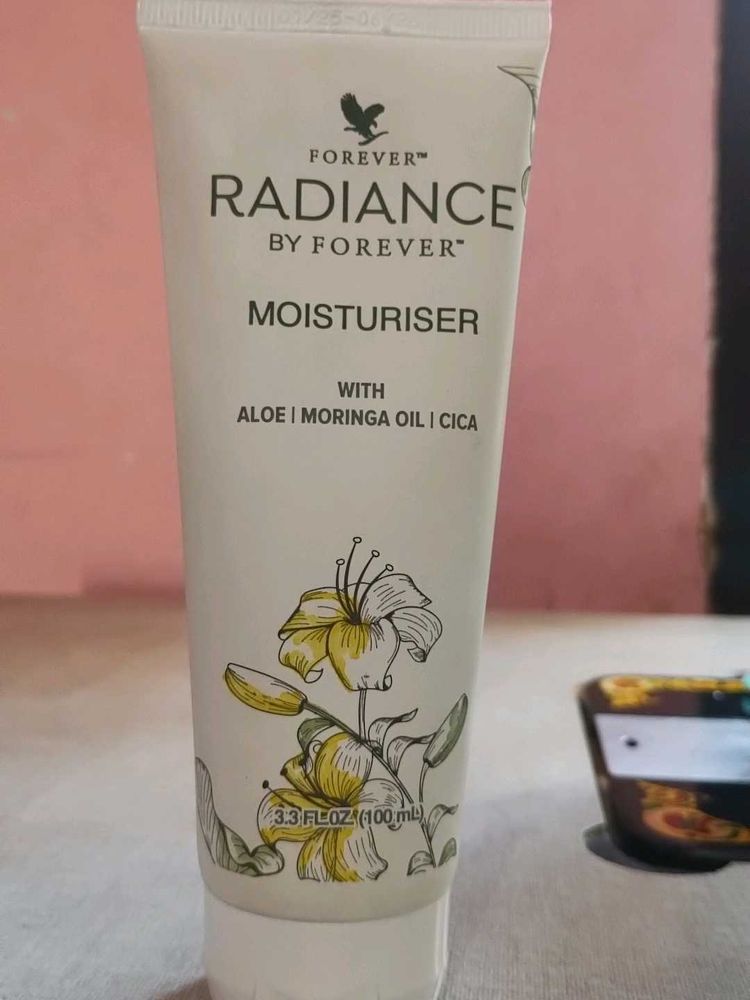 FOREVER™
RADIANCE
BY FOREVER™
MOISTURISER
WITH
ALOE | MORINGA OIL | CICA
3.3 FL.OZ. (100 mL)